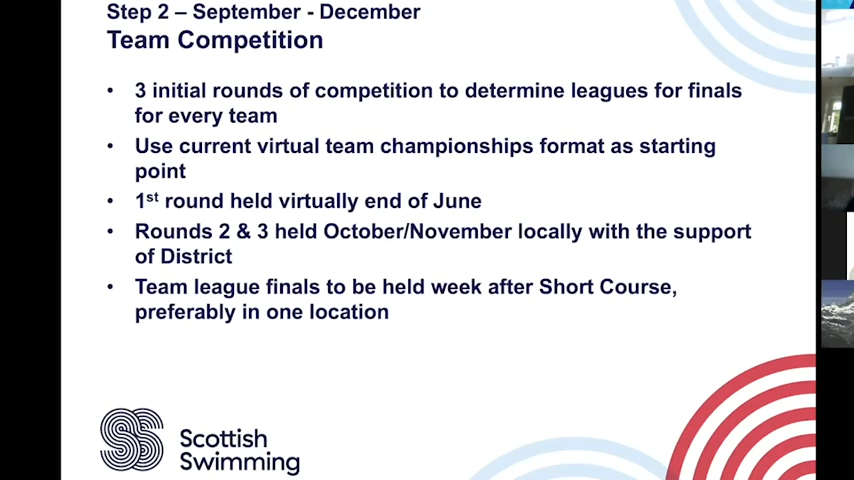 Step 2 – September - December
Team Competition
• 3 initial rounds of competition to determine leagues for finals
for every team
• Use current virtual team championships format as starting
point
• 1st round held virtually end of June
• Rounds 2 & 3 held October/November locally with the support
of District
• Team league finals to be held week after Short Course,
preferably in one location
Scottish
Swimming